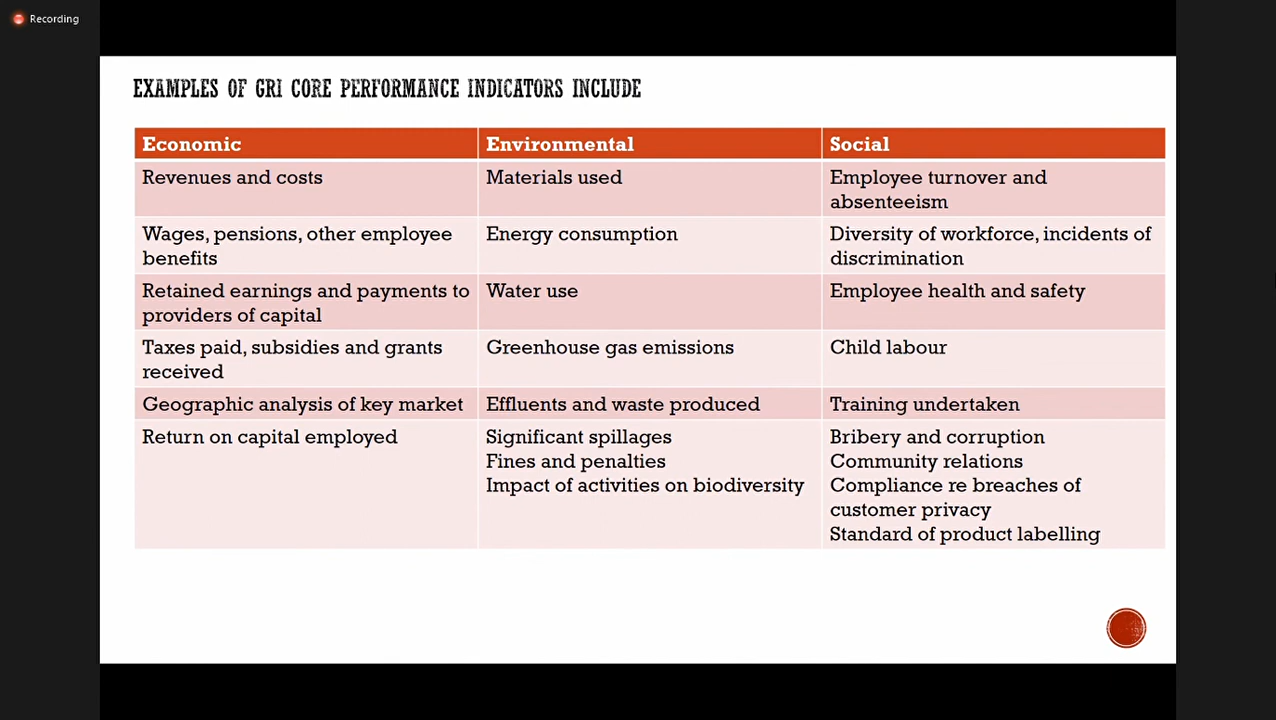 Recording
EXAMPLES OF GRI CORE PERFORMANCE INDICATORS INCLUDE
Economic
Environmental
Social
Revenues and costs
Materials used
Employee turnover and
absenteeism
Wages, pensions, other employee
benefits
Energy consumption
Diversity of workforce, incidents of
discrimination
Retained earnings and payments to
providers of capital
Water use
Employee health and safety
Taxes paid, subsidies and grants
received
Greenhouse gas emissions
Child labour
Geographic analysis of key market
Effluents and waste produced
Training undertaken
Return on capital employed
Significant spillages
Fines and penalties
Impact of activities on biodiversity
Bribery and corruption
Community relations
Compliance re breaches of
customer privacy
Standard of product labelling